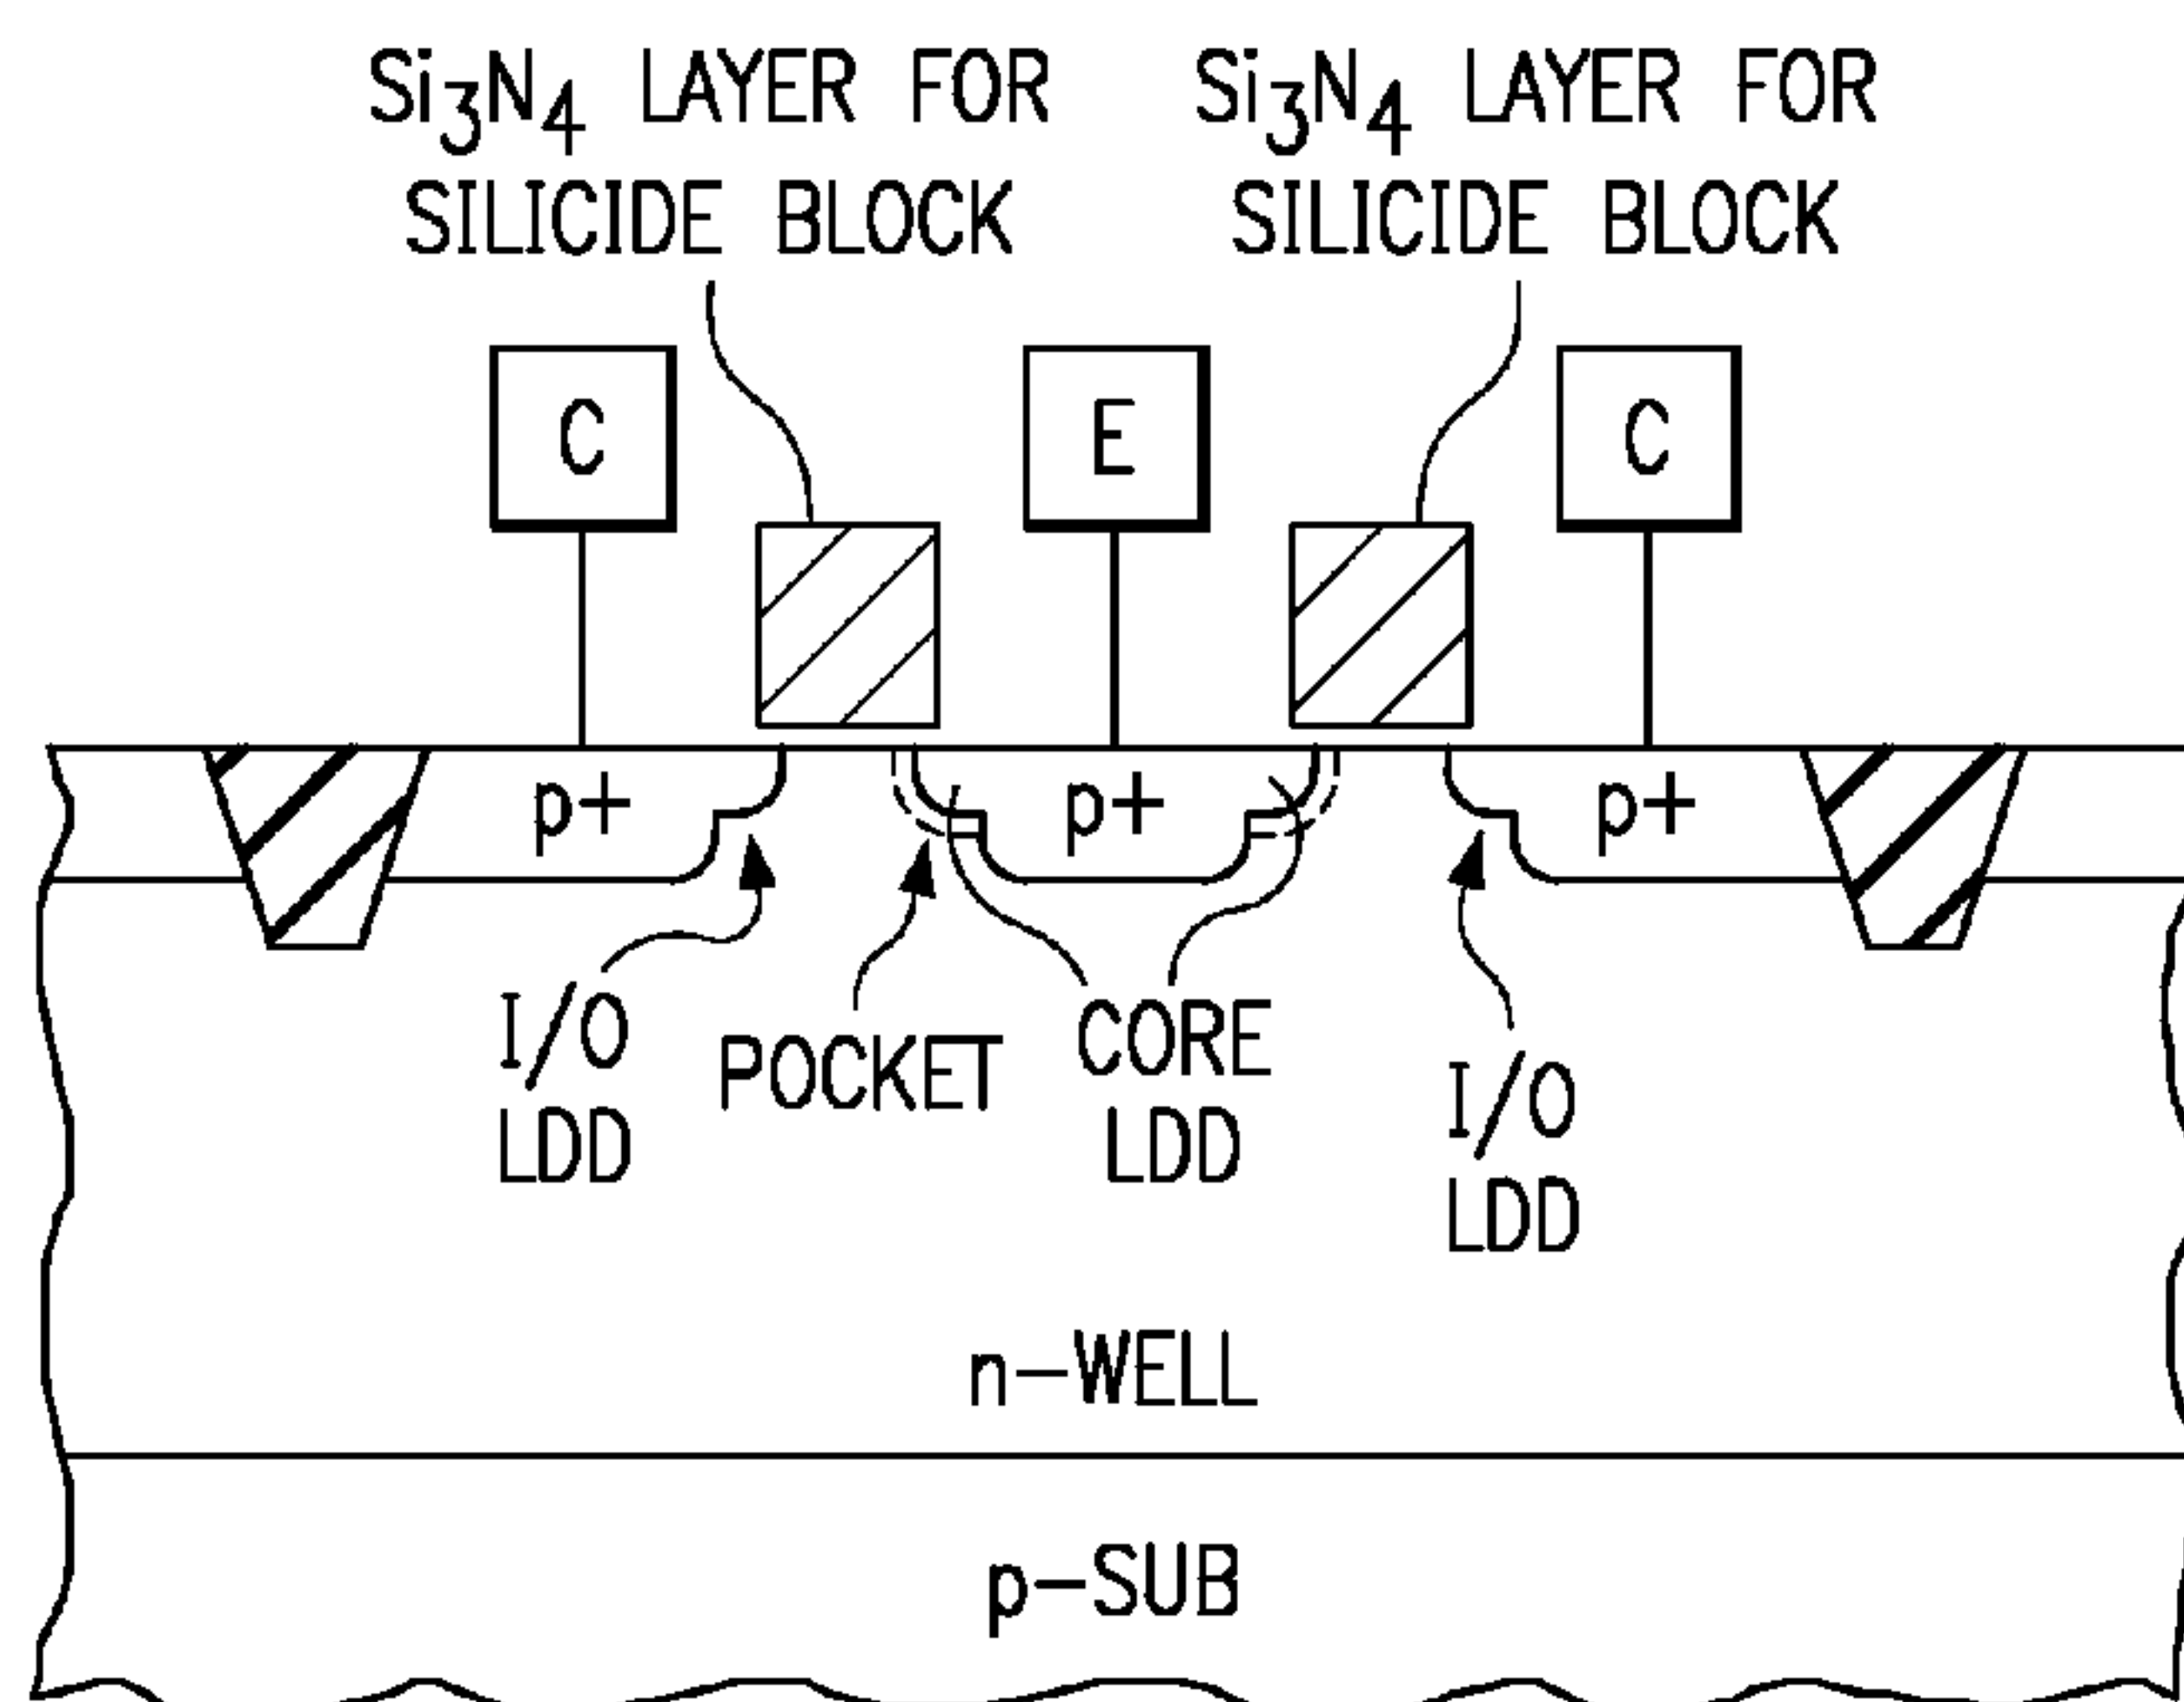 Si3N4 LAYER FOR
SILICIDE BLOCK
Si3N4 LAYER FOR
SILICIDE BLOCK
C
E
C
p+
p+
p+
I/O
LDD
POCKET
CORE
LDD
I/O
LDD
n-WELL
p-SUB